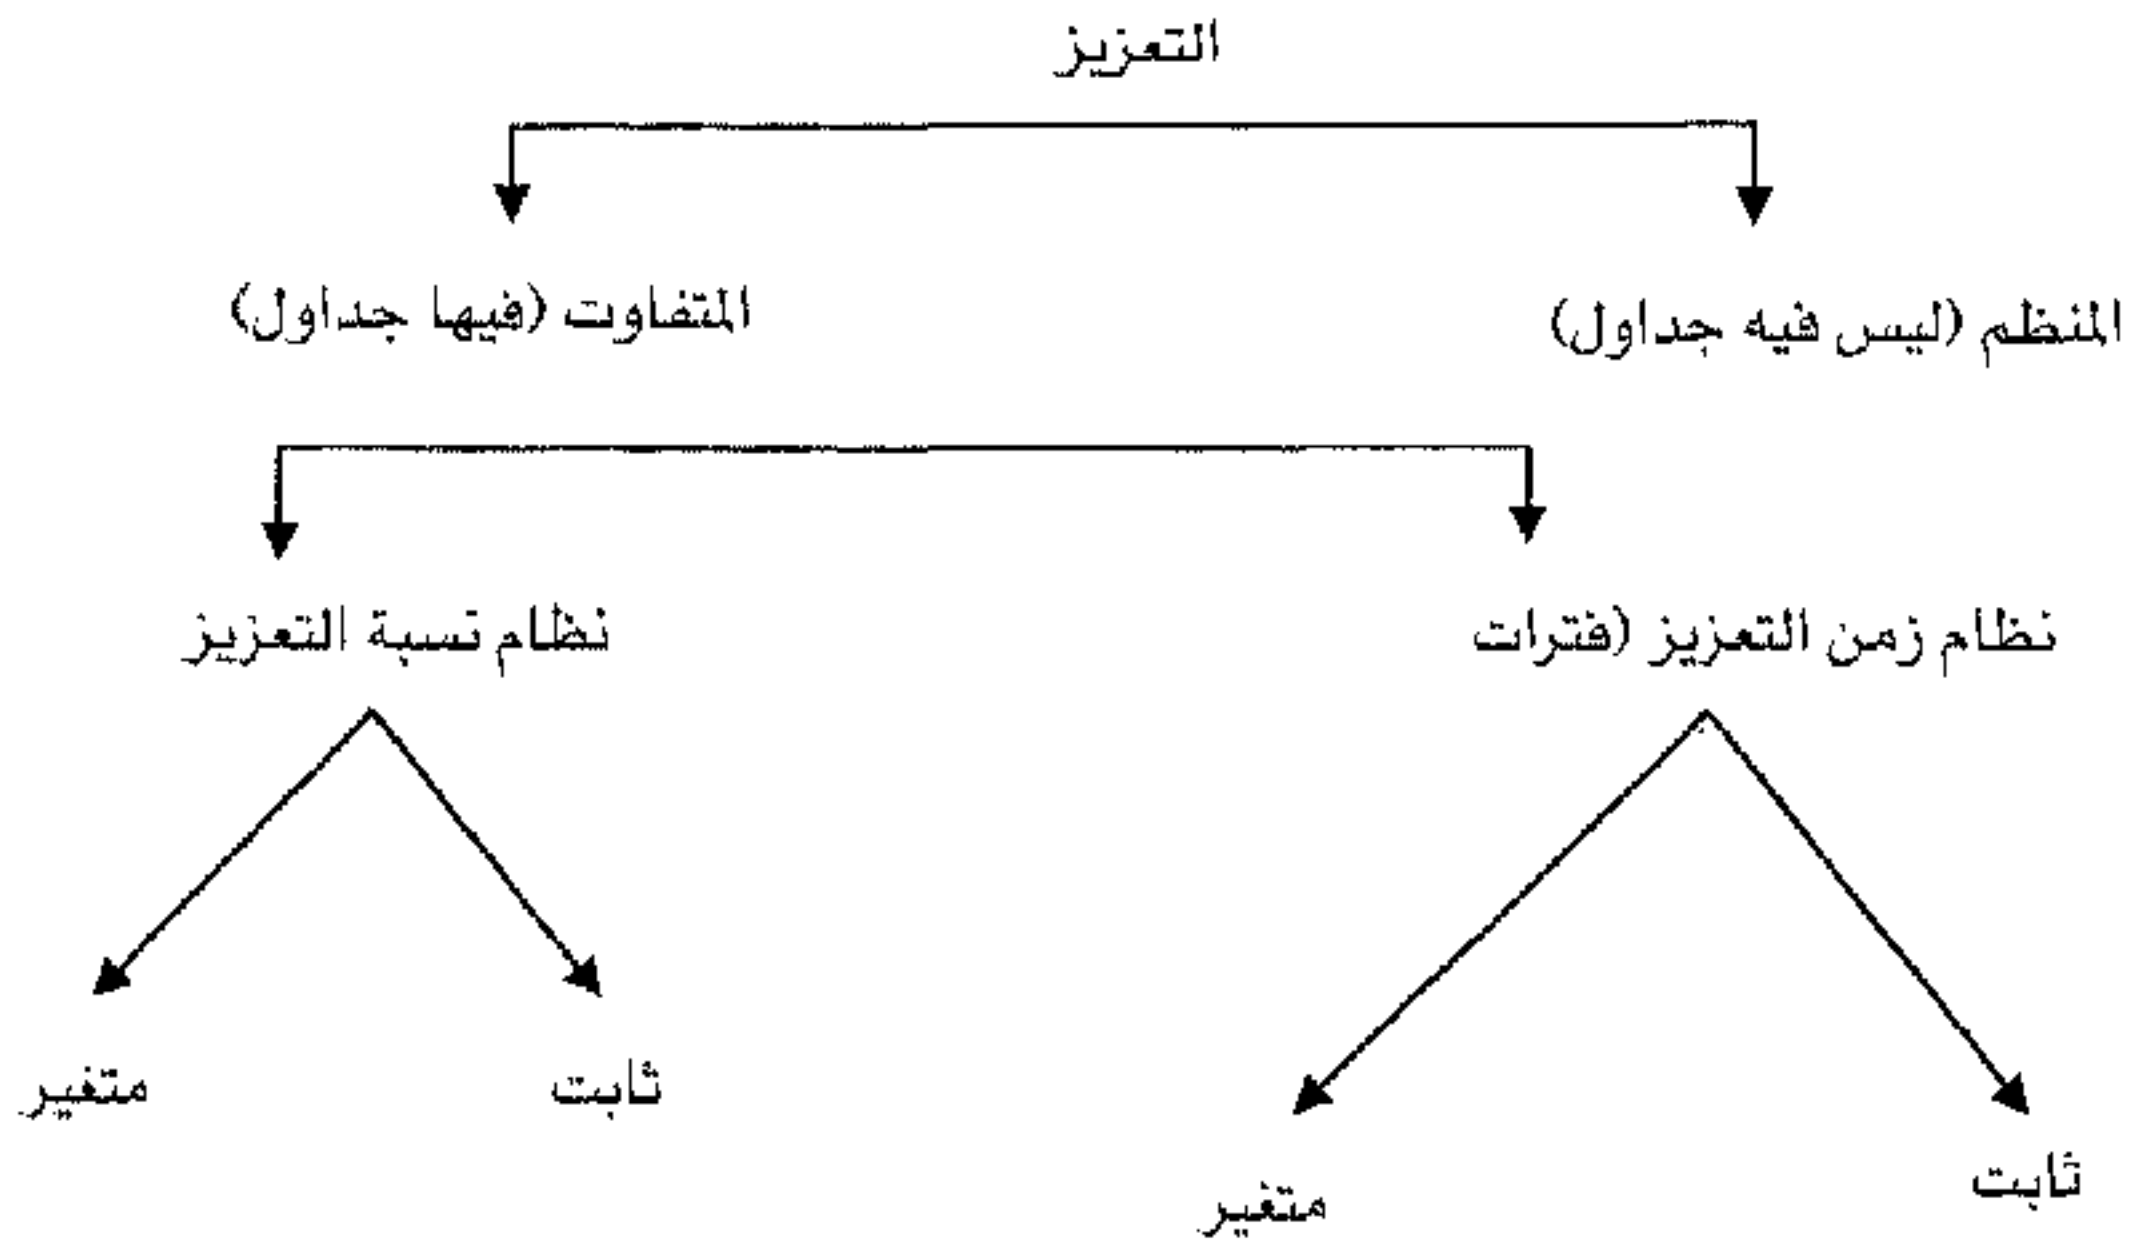 التعزيز
المنظم (ليس فيه جداول)
المتفاوت (فيها جداول)
نظام زمن التعزيز (فترات
نظام نسبة التعزيز
ثابت
متغير
ثابت
متغير